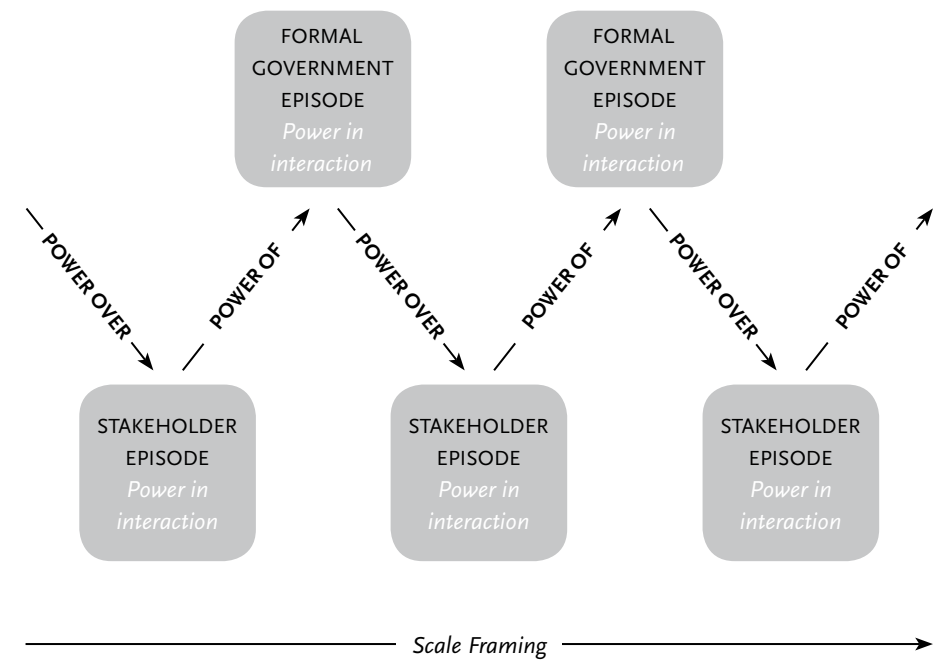 FORMAL
GOVERNMENT
EPISODE
Power in
interaction
FORMAL
GOVERNMENT
EPISODE
Power in
interaction
POWER OVER
POWER OF
POWER OVER
POWER OF
POWER OVER
POWER OF
STAKEHOLDER
EPISODE
Power in
interaction
STAKEHOLDER
EPISODE
Power in
interaction
STAKEHOLDER
EPISODE
Power in
interaction
Scale Framing